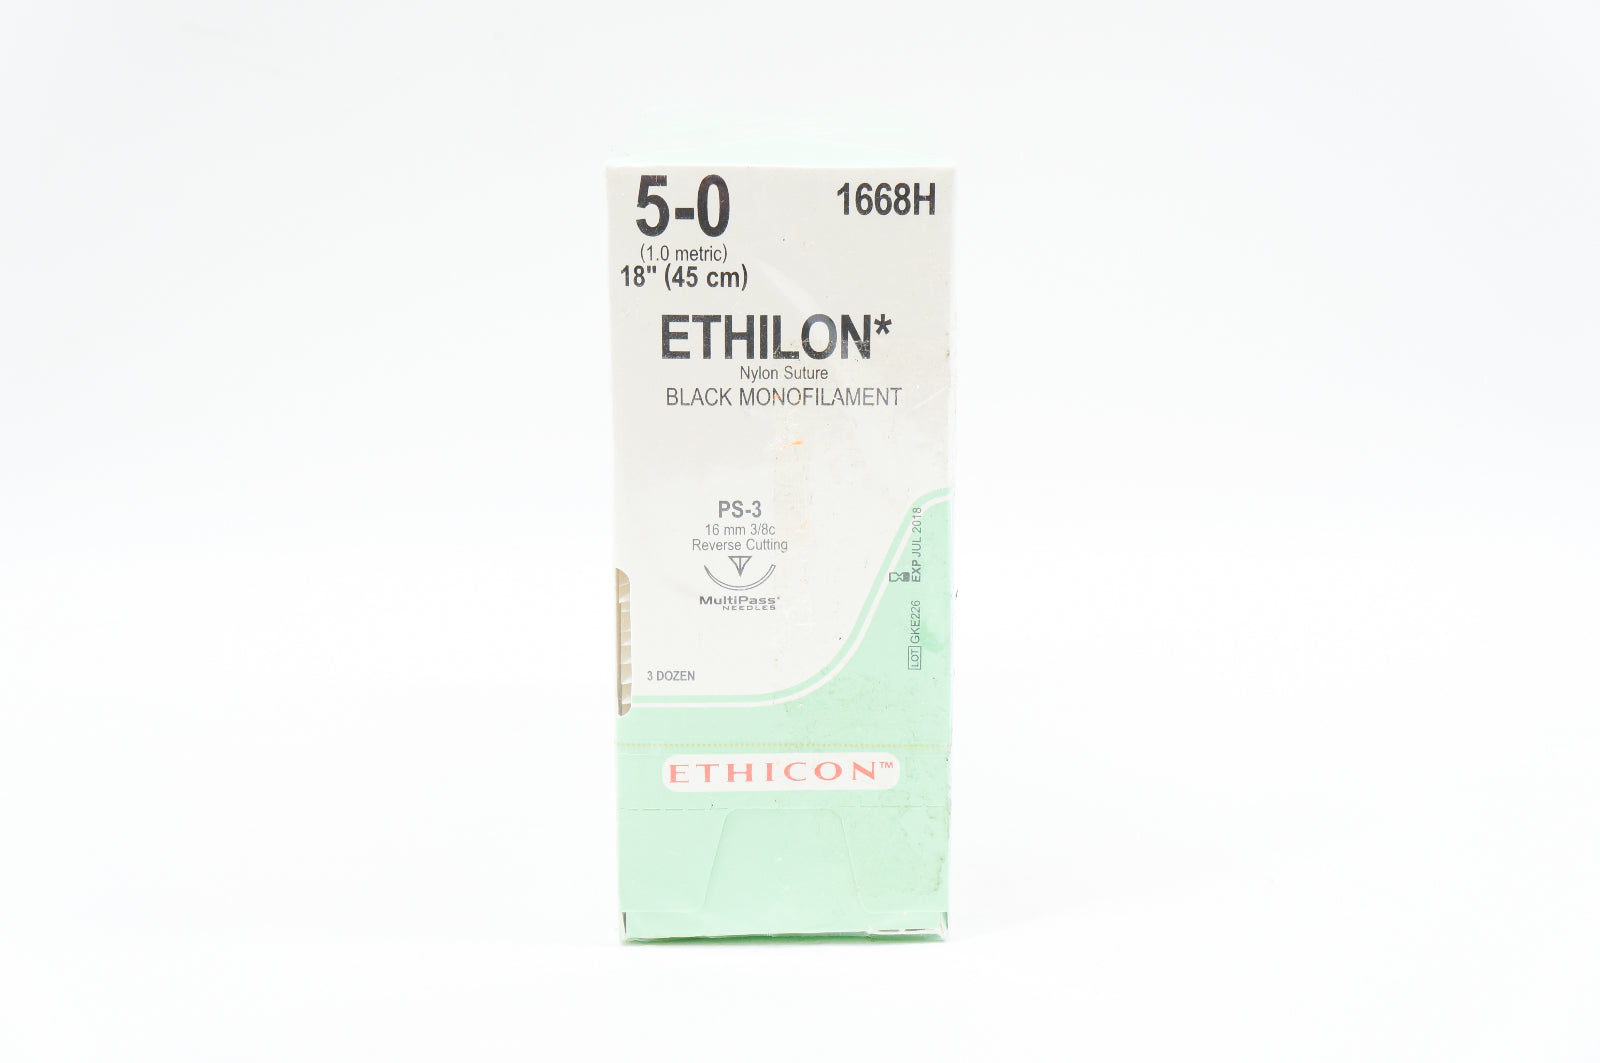 5-0
1668H
(1.0 metric)
18" (45 cm)
ETHILON*
Nylon Suture
BLACK MONOFILAMENT
PS-3
16 mm 3/8c
Reverse Cutting
MultiPass*
NEEDLES
3 DOZEN
EXP JUL 2018
LOT GKE226
ETHICON™